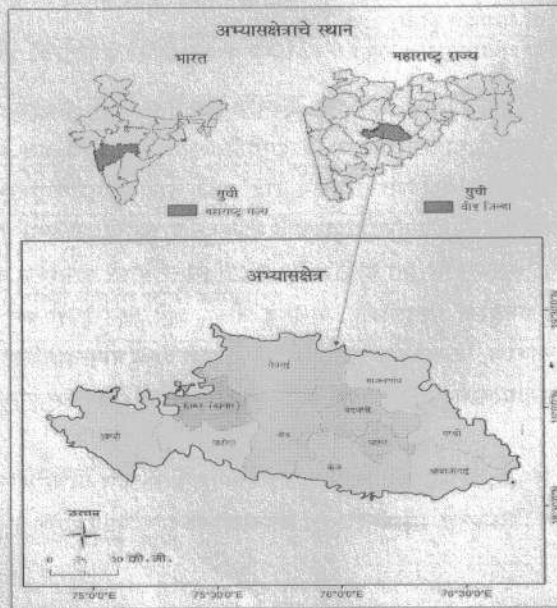 अभ्यासक्षेत्राचे स्थान
भारत
महाराष्ट्र राज्य
सुची
महाराष्ट्र राज्य
सुची
बीड जिल्हा
अभ्यासक्षेत्र
गेवराई
माजलगाव
शिरूर (कासार)
वडवणी
आष्टी
पाटोदा
बीड
धारूर
परळी
केज
अंबाजोगाई
उत्तर
0
30 की.मी.
75°0'0"E
75°30'0"E
76°0'0"E
76°30'0"E